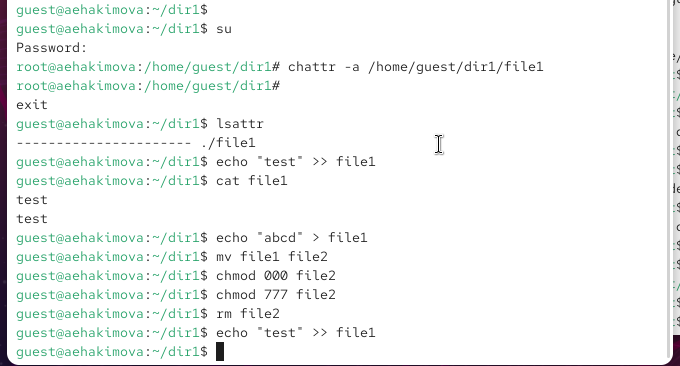 guest@aehakimova:~/dir1$
guest@aehakimova:~/dir1$ su
Password:
root@aehakimova:/home/guest/dir1# chattr -a /home/guest/dir1/file1
root@aehakimova:/home/guest/dir1#
exit
guest@aehakimova:~/dir1$ lsattr
---------------------- ./file1
guest@aehakimova:~/dir1$ echo "test" >> file1
guest@aehakimova:~/dir1$ cat file1
test
test
guest@aehakimova:~/dir1$ echo "abcd" > file1
guest@aehakimova:~/dir1$ mv file1 file2
guest@aehakimova:~/dir1$ chmod 000 file2
guest@aehakimova:~/dir1$ chmod 777 file2
guest@aehakimova:~/dir1$ rm file2
guest@aehakimova:~/dir1$ echo "test" >> file1
guest@aehakimova:~/dir1$